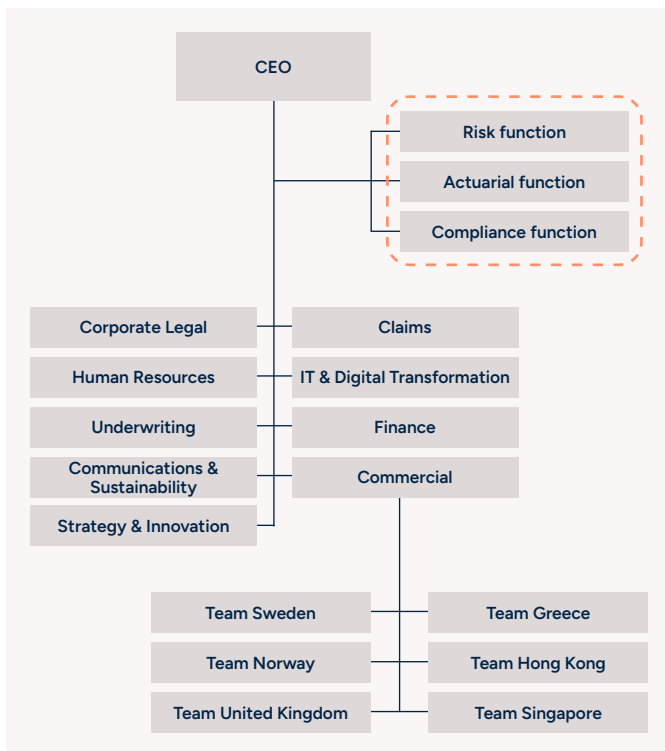 CEO
Risk function
Actuarial function
Compliance function
Corporate Legal
Claims
Human Resources
IT & Digital Transformation
Underwriting
Finance
Communications &
Sustainability
Commercial
Strategy & Innovation
Team Sweden
Team Greece
Team Norway
Team Hong Kong
Team United Kingdom
Team Singapore